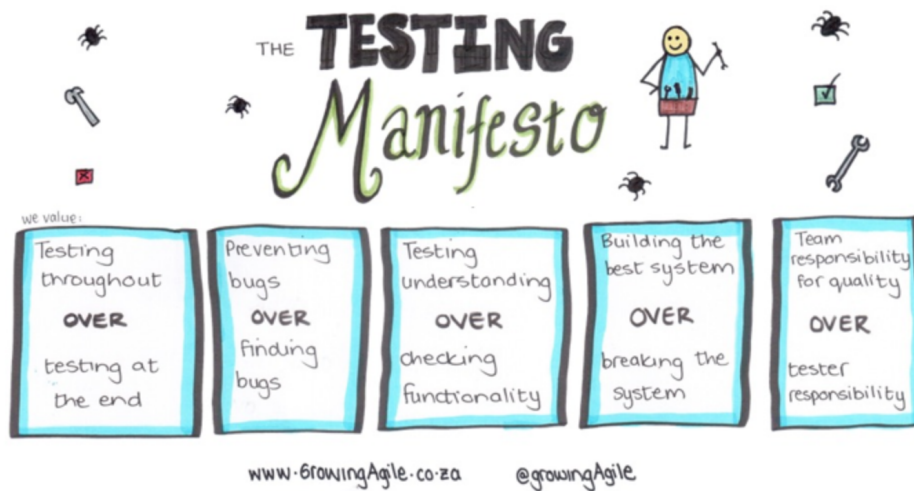 THE TESTING
Manifesto
we value:
Testing
throughout
OVER
testing at
the end
Preventing
bugs
OVER
finding
bugs
Testing
understanding
OVER
checking
functionality
Building the
best system
OVER
breaking the
system
Team
responsibility
for quality
OVER
tester
responsibility
www.GrowingAgile.co.za @growingAgile